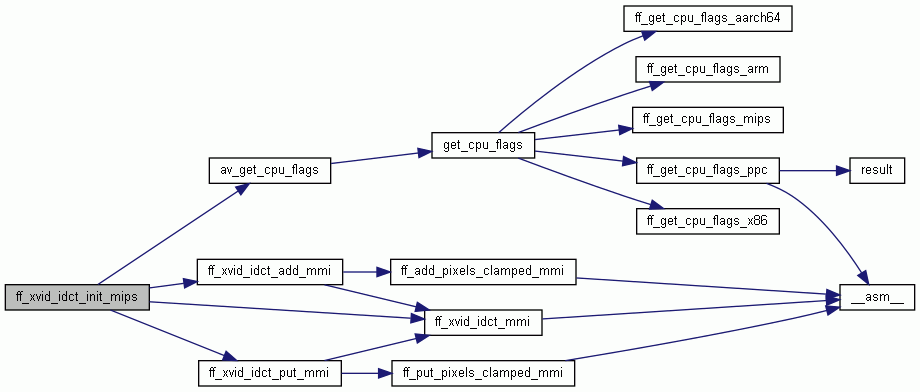 ff_get_cpu_flags_aarch64
ff_get_cpu_flags_arm
ff_get_cpu_flags_mips
get_cpu_flags
av_get_cpu_flags
ff_get_cpu_flags_ppc
result
ff_get_cpu_flags_x86
ff_xvid_idct_add_mmi
ff_add_pixels_clamped_mmi
ff_xvid_idct_init_mips
__asm__
ff_xvid_idct_mmi
ff_xvid_idct_put_mmi
ff_put_pixels_clamped_mmi